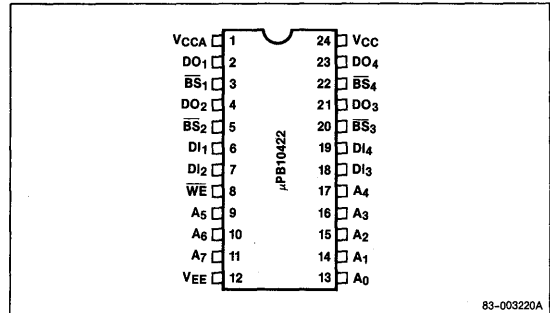 VCCA 1 24 VCC
DO1 2 23 DO4
BS1 3 22 BS4
DO2 4 21 DO3
BS2 5 20 BS3
DI1 6 19 DI4
DI2 7 18 DI3
WE 8 17 A4
A5 9 16 A3
A6 10 15 A2
A7 11 14 A1
VEE 12 13 A0
μPB10422
83-003220A